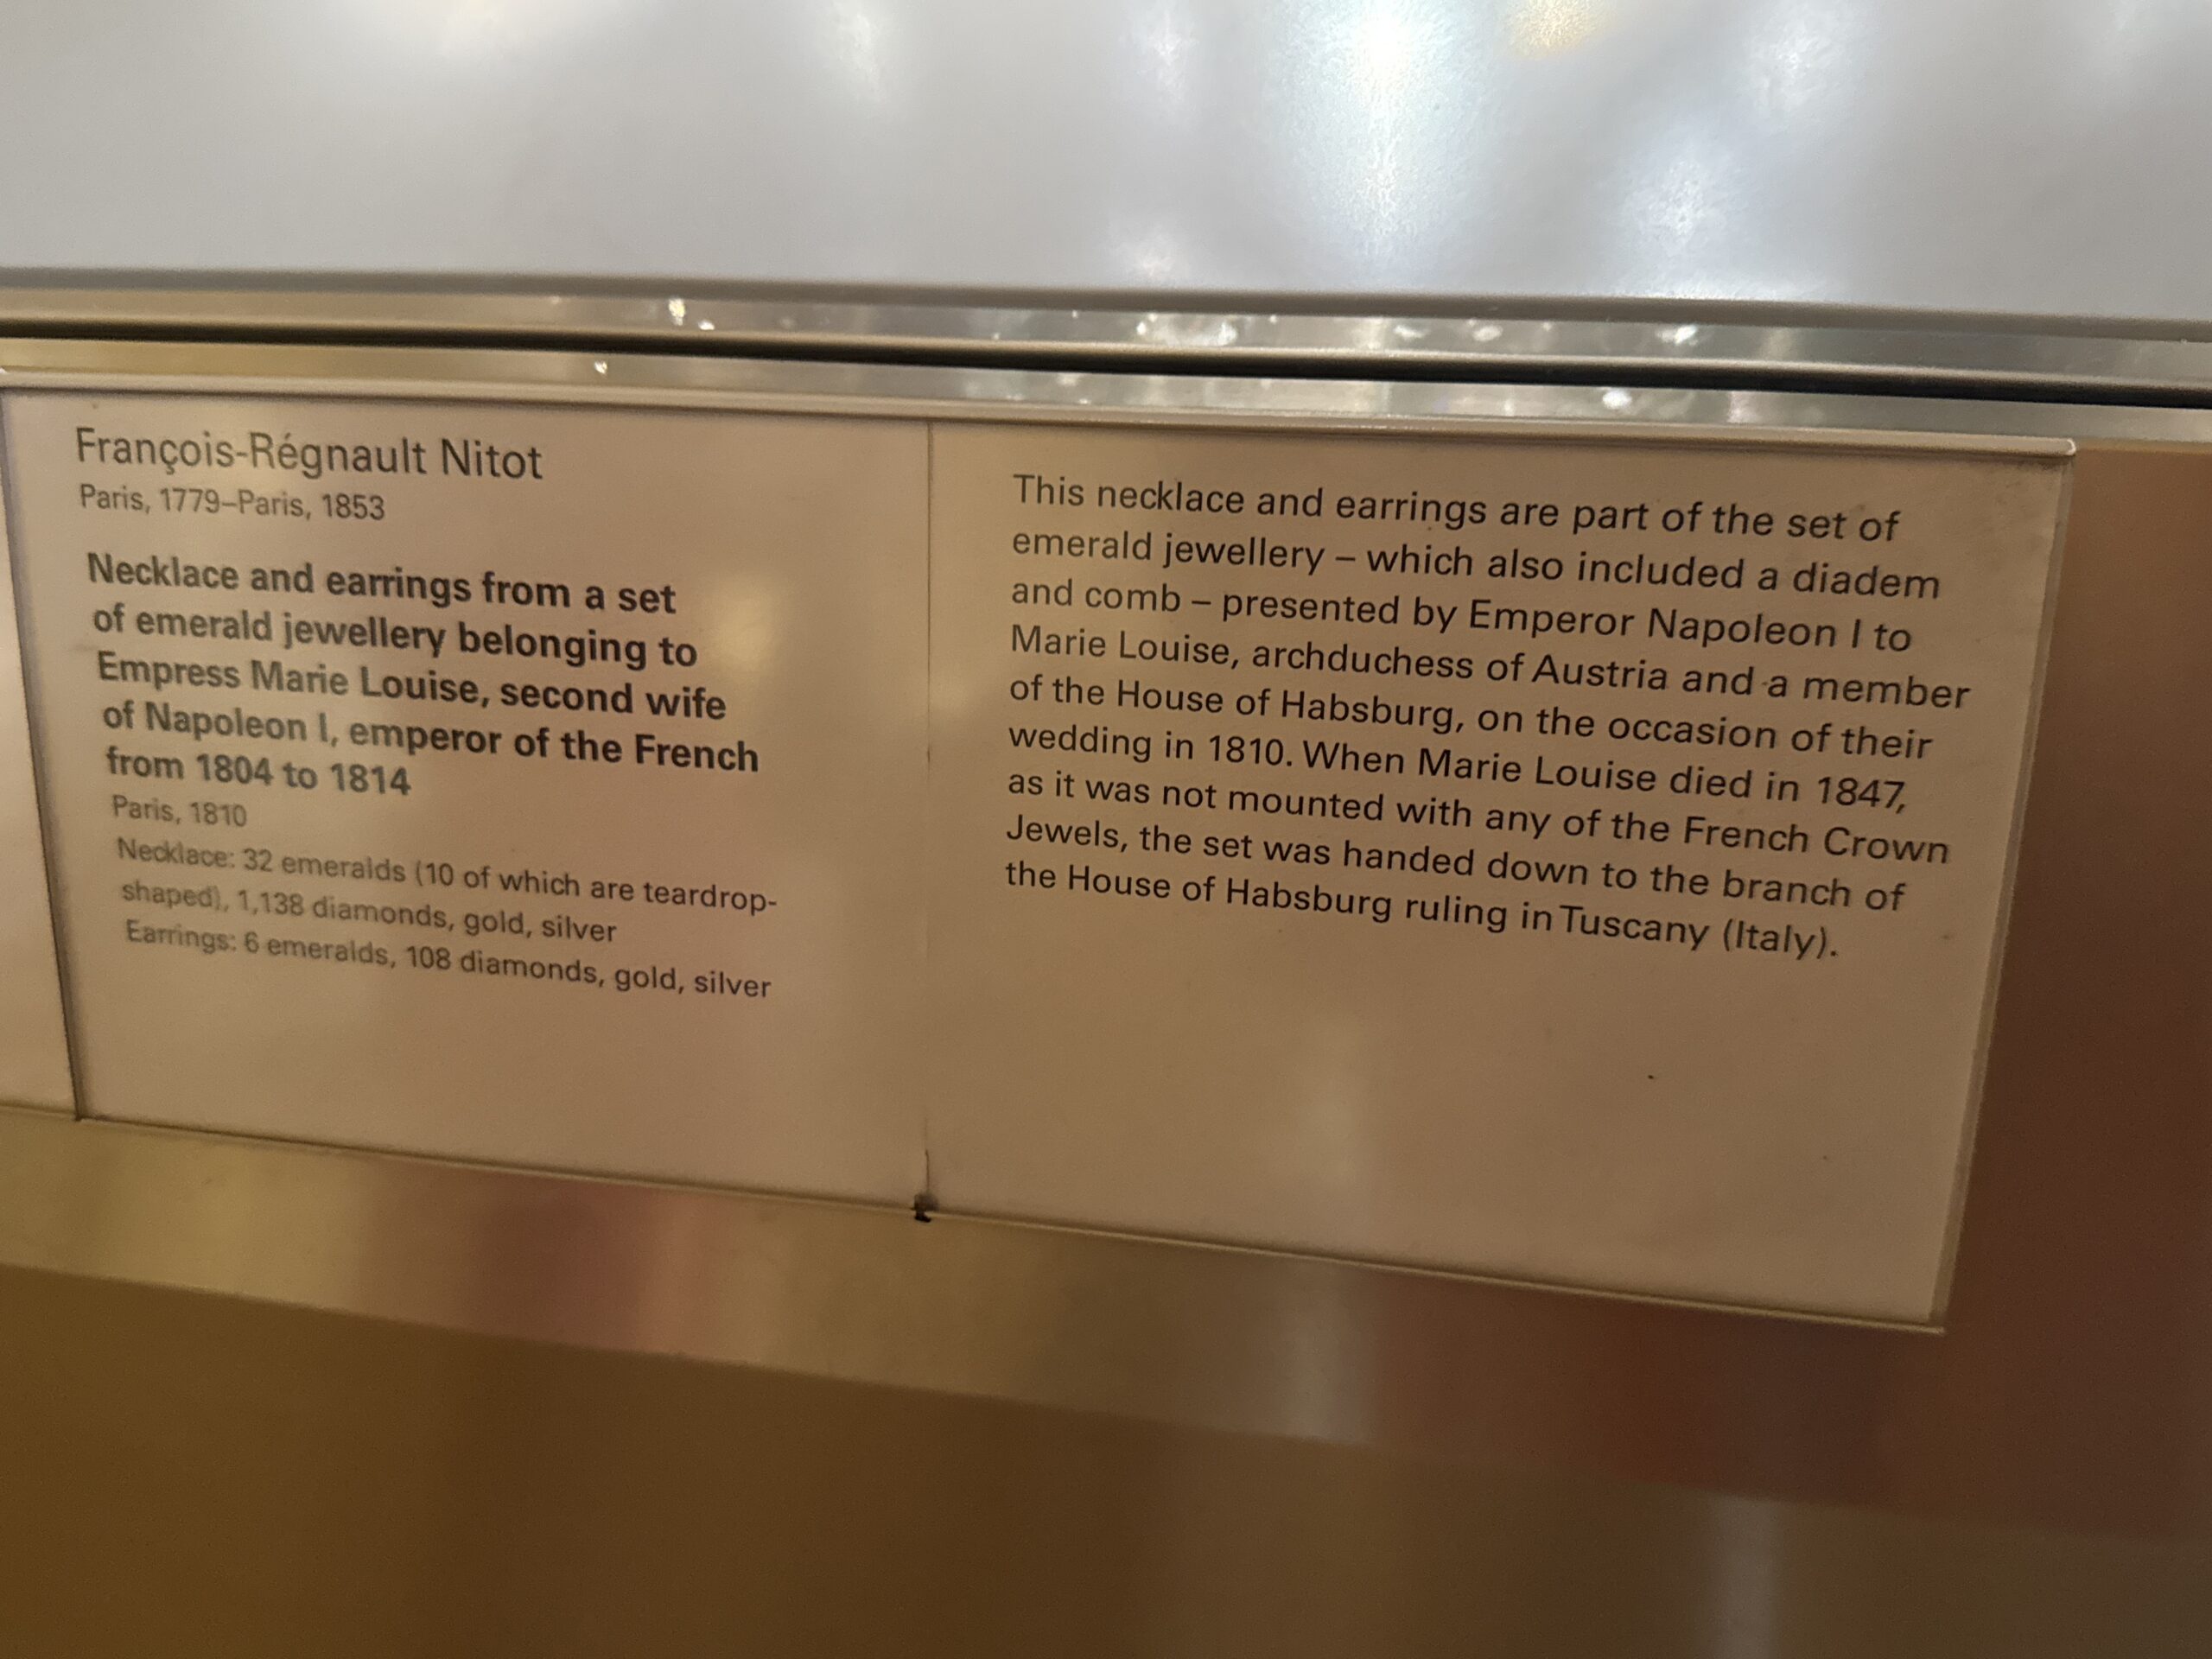 François-Régnault Nitot
Paris, 1779–Paris, 1853
Necklace and earrings from a set
of emerald jewellery belonging to
Empress Marie Louise, second wife
of Napoleon I, emperor of the French
from 1804 to 1814
Paris, 1810
Necklace: 32 emeralds (10 of which are teardrop-
shaped), 1,138 diamonds, gold, silver
Earrings: 6 emeralds, 108 diamonds, gold, silver
This necklace and earrings are part of the set of
emerald jewellery – which also included a diadem
and comb – presented by Emperor Napoleon I to
Marie Louise, archduchess of Austria and a member
of the House of Habsburg, on the occasion of their
wedding in 1810. When Marie Louise died in 1847,
as it was not mounted with any of the French Crown
Jewels, the set was handed down to the branch of
the House of Habsburg ruling in Tuscany (Italy).